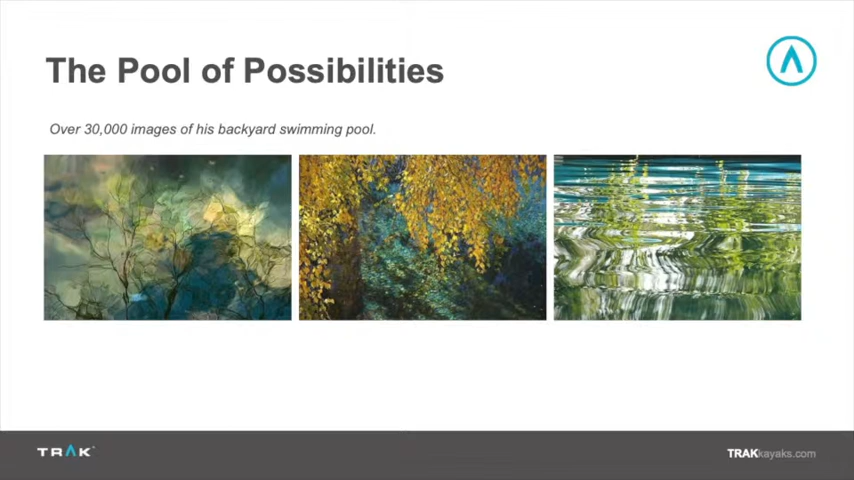 The Pool of Possibilities
Over 30,000 images of his backyard swimming pool.
TRAK
TRAKkayaks.com